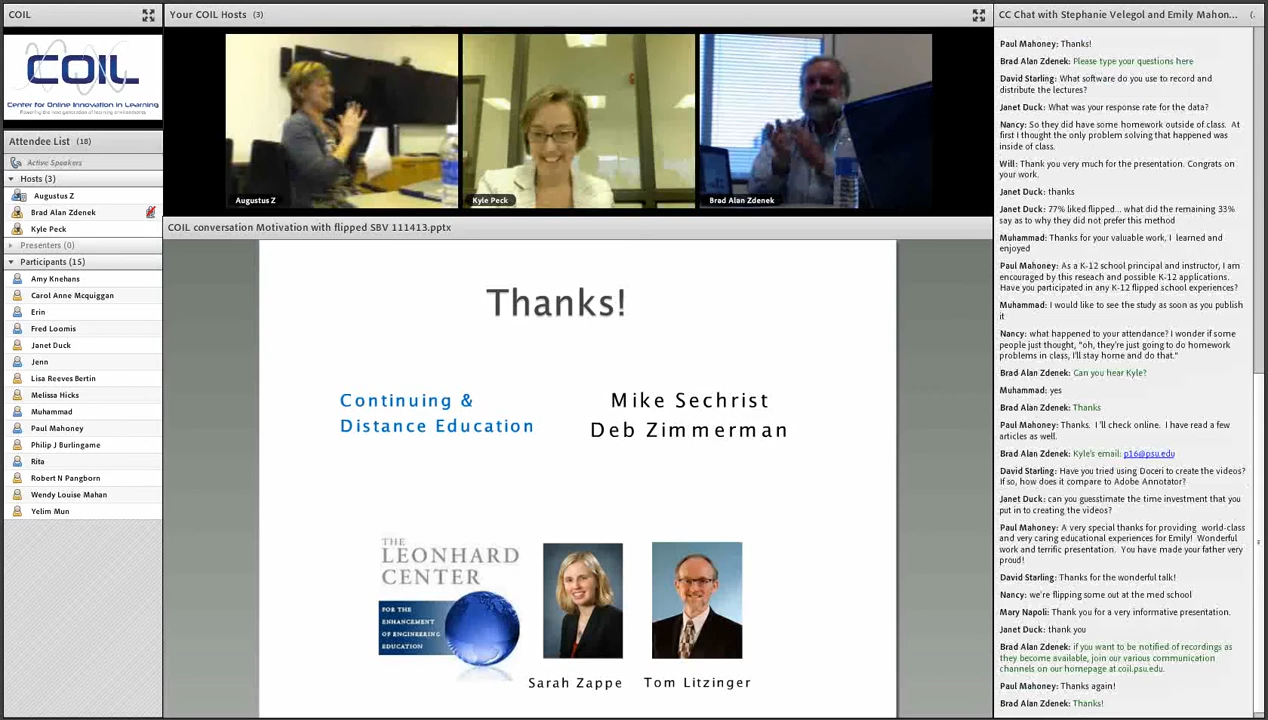 COIL
COIL
Center for Online Innovation in Learning
Powering the next generation of learning environments
Attendee List (18)
Active Speakers
Hosts (3)
Augustus Z
Brad Alan Zdenek
Kyle Peck
Presenters (0)
Participants (15)
Amy Knehans
Carol Anne Mcquiggan
Erin
Fred Loomis
Janet Duck
Jenn
Lisa Reeves Bertin
Melissa Hicks
Muhammad
Paul Mahoney
Philip J Burlingame
Rita
Robert N Pangborn
Wendy Louise Mahan
Yelim Mun
Your COIL Hosts (3)
Augustus Z
Kyle Peck
Brad Alan Zdenek
COIL conversation Motivation with flipped SBV 111413.pptx
Thanks!
Continuing &
Distance Education
Mike Sechrist
Deb Zimmerman
THE
LEONHARD
CENTER
FOR THE
ENHANCEMENT
OF ENGINEERING
EDUCATION
Sarah Zappe
Tom Litzinger
CC Chat with Stephanie Velegol and Emily Mahon... (.
Paul Mahoney: Thanks!
Brad Alan Zdenek: Please type your questions here
David Starling: What software do you use to record and
distribute the lectures?
Janet Duck: What was your response rate for the data?
Nancy: So they did have some homework outside of class. At
first I thought the only problem solving that happened was
inside of class.
Will: Thank you very much for the presentation. Congrats on
your work.
Janet Duck: thanks
Janet Duck: 77% liked flipped... what did the remaining 33%
say as to why they did not prefer this method
Muhammad: Thanks for your valuable work, I learned and
enjoyed
Paul Mahoney: As a K-12 school principal and instructor, I am
encouraged by this reseach and possible K-12 applications.
Have you participated in any K-12 flipped school experiences?
Muhammad: I would like to see the study as soon as you publish
it
Nancy: what happened to your attendance? I wonder if some
people just thought, "oh, they're just going to do homework
problems in class, I'll stay home and do that."
Brad Alan Zdenek: Can you hear Kyle?
Muhammad: yes
Brad Alan Zdenek: Thanks
Paul Mahoney: Thanks. I 'll check online. I have read a few
articles as well.
Brad Alan Zdenek: Kyle's email: p16@psu.edu
David Starling: Have you tried using Doceri to create the videos?
If so, how does it compare to Adobe Annotator?
Janet Duck: can you guesstimate the time investment that you
put in to creating the videos?
Paul Mahoney: A very special thanks for providing world-class
and very caring educational experiences for Emily! Wonderful
work and terrific presentation. You have made your father very
proud!
David Starling: Thanks for the wonderful talk!
Nancy: we're flipping some out at the med school
Mary Napoli: Thank you for a very informative presentation.
Janet Duck: thank you
Brad Alan Zdenek: if you want to be notified of recordings as
they become available, join our various communication
channels on our homepage at coil.psu.edu.
Paul Mahoney: Thanks again!
Brad Alan Zdenek: Thanks!